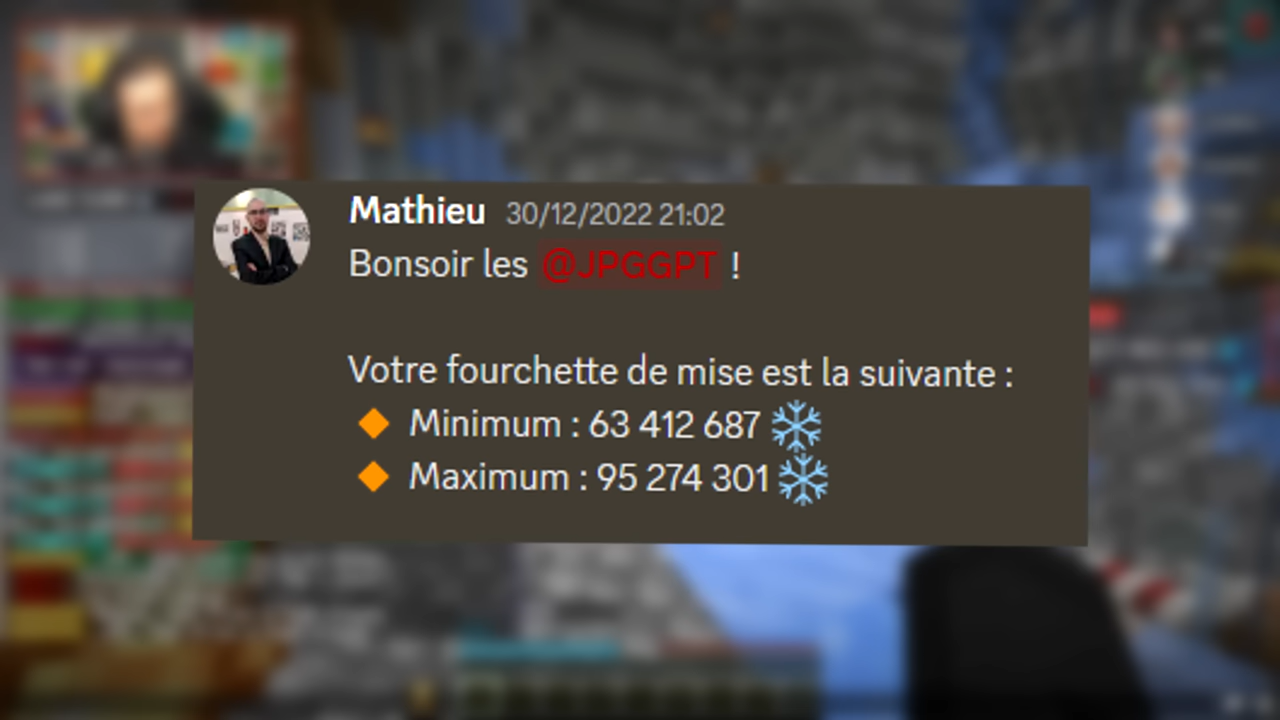 Mathieu 30/12/2022 21:02
Bonsoir les @JPGGPT !
Votre fourchette de mise est la suivante :
🔶 Minimum : 63 412 687 ❄
🔶 Maximum : 95 274 301 ❄